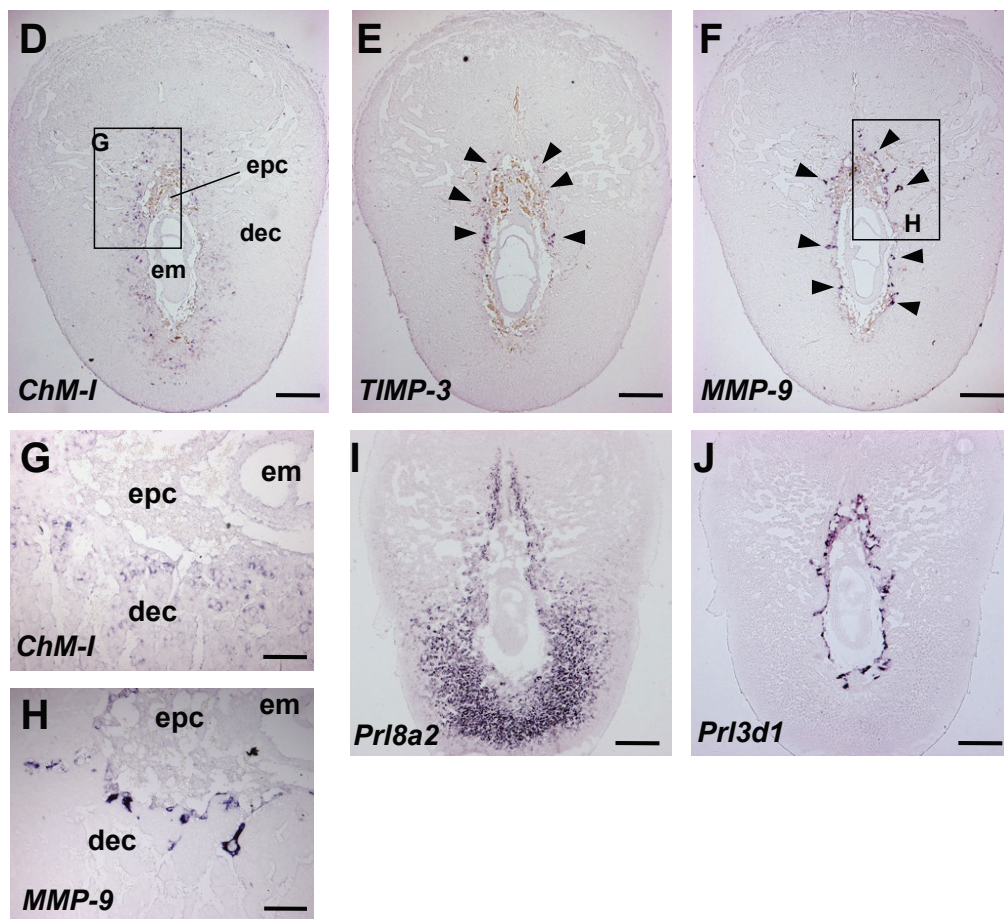 D
E
F
G
epc
dec
em
H
ChM-I
TIMP-3
MMP-9
G
em
epc
dec
ChM-I
I
Prl8a2
J
Prl3d1
H
epc
em
dec
MMP-9